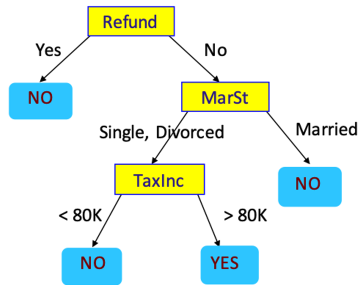 Refund
Yes
No
NO
MarSt
Single, Divorced
Married
TaxInc
NO
< 80K
> 80K
NO
YES